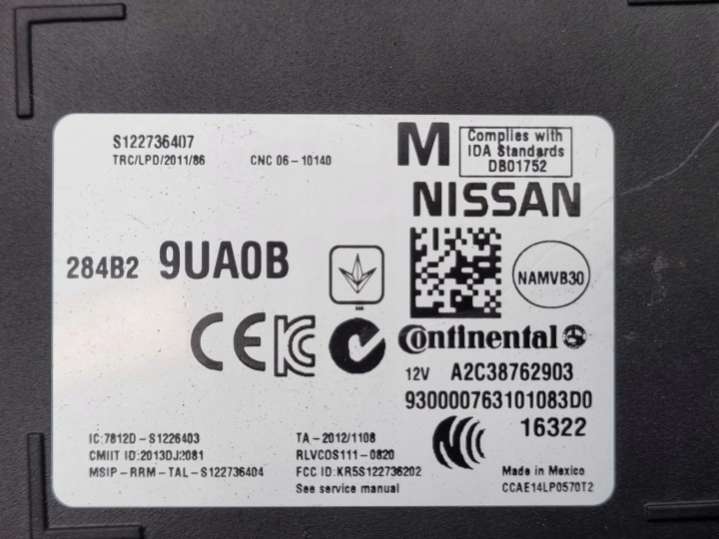 S122736407
TRC/LPD/2011/86 CNC 06-10140
M
Complies with
IDA Standards
DB01752
NISSAN
284B2 9UA0B
NAMVB30
CE KC
Continental
12V A2C38762903
930000763101083D0
16322
IC:7812D-S1226403
CMIIT ID:2013DJ2081
MSIP-RRM-TAL-S122736404
TA-2012/1108
RLVCOS111-0820
FCC ID:KR5S122736202
See service manual
Made in Mexico
CCAE14LP0570T2